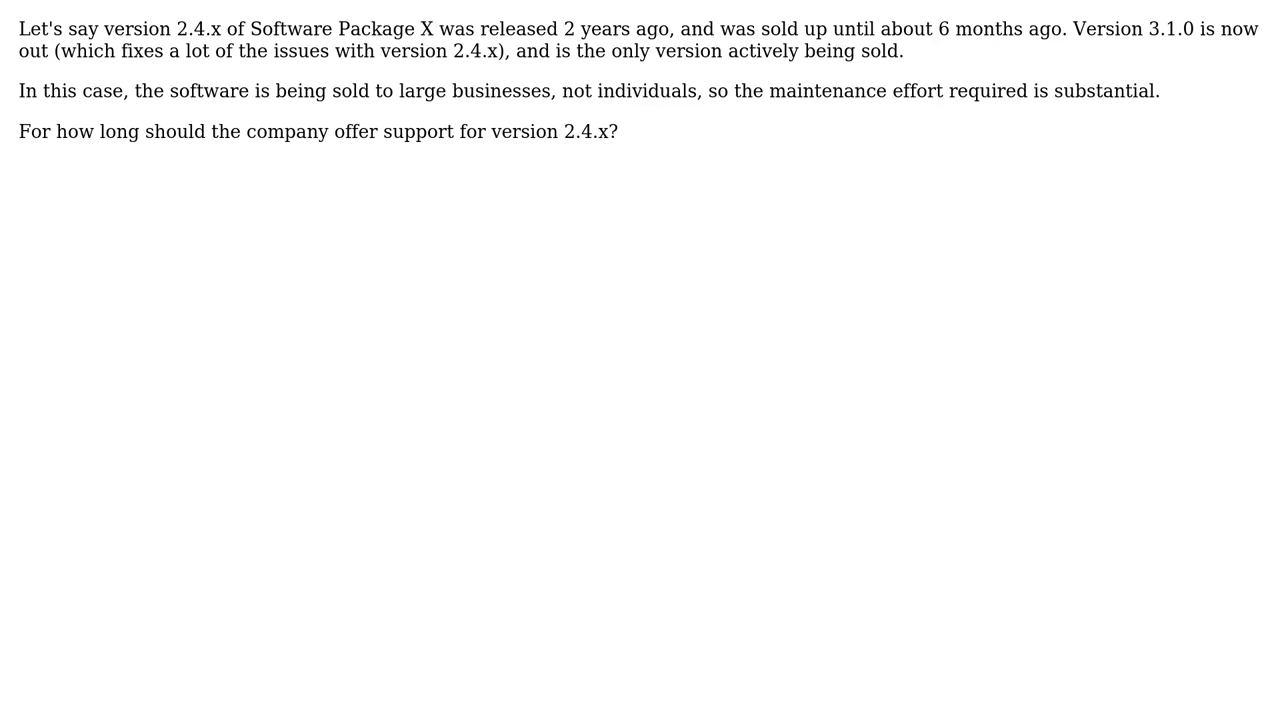 Let's say version 2.4.x of Software Package X was released 2 years ago, and was sold up until about 6 months ago. Version 3.1.0 is now
out (which fixes a lot of the issues with version 2.4.x), and is the only version actively being sold.
In this case, the software is being sold to large businesses, not individuals, so the maintenance effort required is substantial.
For how long should the company offer support for version 2.4.x?